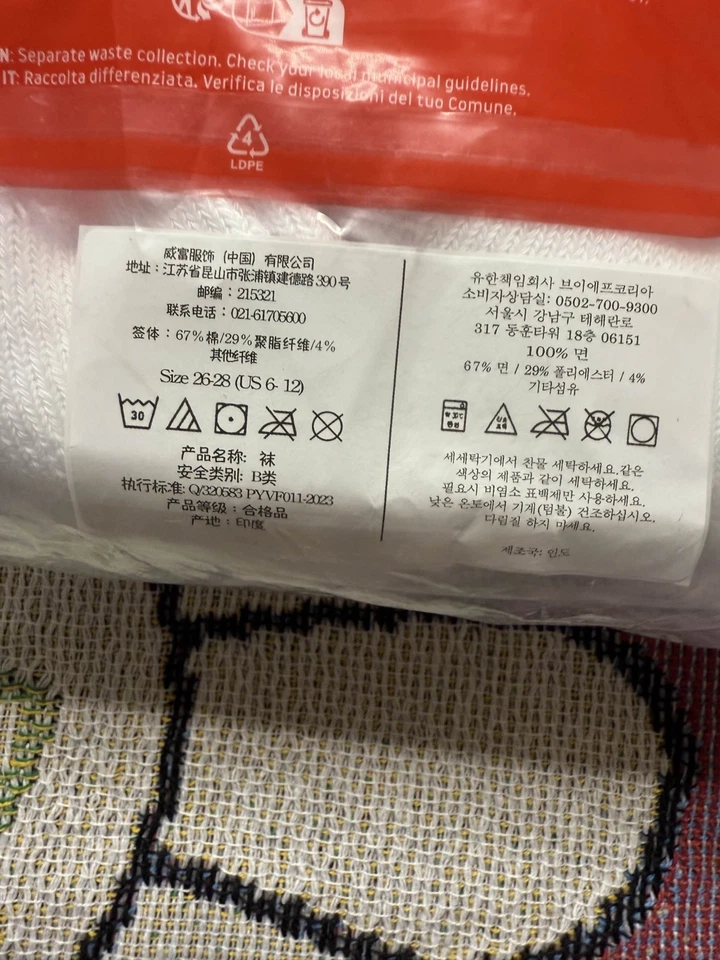 N: Separate waste collection. Check your local municipal guidelines.
IT: Raccolta differenziata. Verifica le disposizioni del tuo Comune.
4
LDPE
威富服饰（中国）有限公司
地址：江苏省昆山市张浦镇建德路390号
邮编：215321
联系电话：021-61705600
签体：67%棉/29%聚脂纤维/4%
其他纤维
Size 26-28 (US 6- 12)
30
产品名称: 袜
安全类别: B类
执行标准: Q/320583 PYVF011-2023
产品等级：合格品
产地: 印度
유한책임회사 브이에프코리아
소비자상담실: 0502-700-9300
서울시 강남구 테헤란로
317 동훈타워 18층 06151
100% 면
67% 면 / 29% 폴리에스터 / 4%
기타섬유
세세탁기에서 찬물 세탁하세요.같은
색상의 제품과 같이 세탁하세요.
필요시 비염소 표백제만 사용하세요.
낮은 온도에서 기계(텀블) 건조하십시오.
다림질 하지 마세요.
제조국: 인도